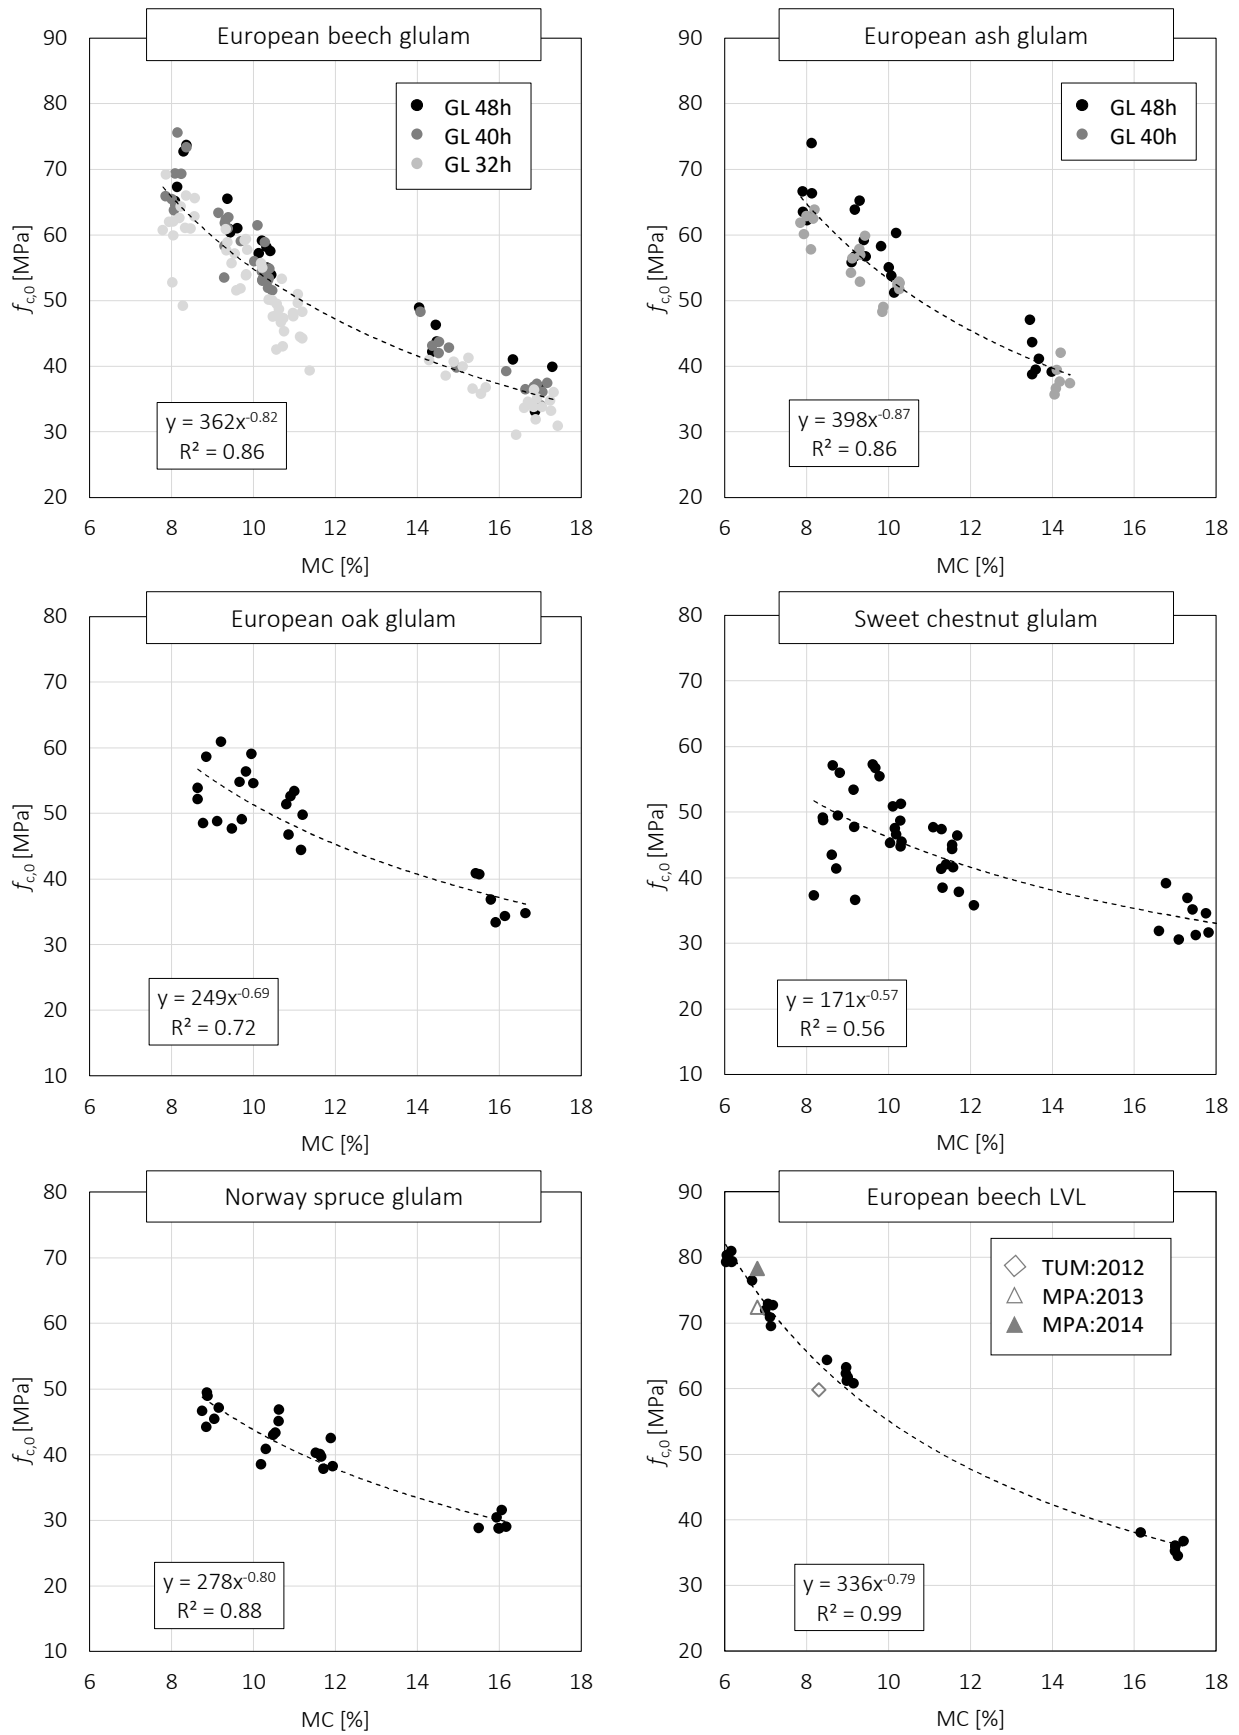 European beech glulam
90
80
70
60
50
40
30
20
f c,0 [MPa]
GL 48h
GL 40h
GL 32h
y = 362x^-0.82
R² = 0.86
6 8 10 12 14 16 18
MC [%]
European ash glulam
90
80
70
60
50
40
30
20
f c,0 [MPa]
GL 48h
GL 40h
y = 398x^-0.87
R² = 0.86
6 8 10 12 14 16 18
MC [%]
European oak glulam
80
70
60
50
40
30
20
10
f c,0 [MPa]
y = 249x^-0.69
R² = 0.72
6 8 10 12 14 16 18
MC [%]
Sweet chestnut glulam
80
70
60
50
40
30
20
10
f c,0 [MPa]
y = 171x^-0.57
R² = 0.56
6 8 10 12 14 16 18
MC [%]
Norway spruce glulam
80
70
60
50
40
30
20
10
f c,0 [MPa]
y = 278x^-0.80
R² = 0.88
6 8 10 12 14 16 18
MC [%]
European beech LVL
90
80
70
60
50
40
30
20
f c,0 [MPa]
TUM:2012
MPA:2013
MPA:2014
y = 336x^-0.79
R² = 0.99
6 8 10 12 14 16 18
MC [%]